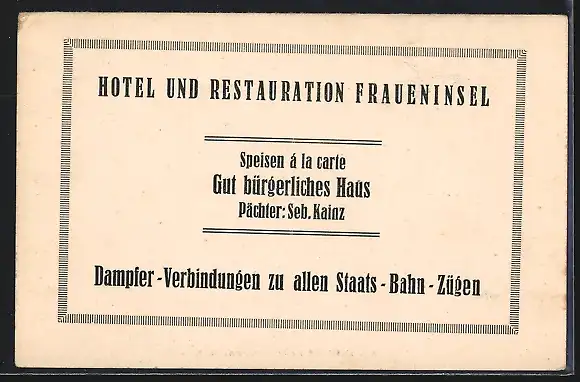 HOTEL UND RESTAURATION FRAUENINSEL
Speisen á la carte
Gut bürgerliches Haus
Pächter: Seb. Kainz
Dampfer-Verbindungen zu allen Staats-Bahn-Zügen